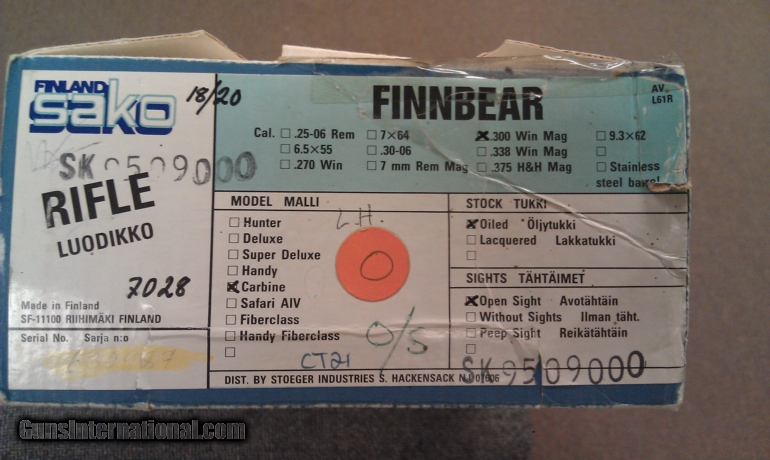 FINLAND
sako
18/20
FINNBEAR
AV.
L61R
Cal. ☐ .25-06 Rem ☐ 7×64 ☒ .300 Win Mag ☐ 9.3×62
☐ 6.5×55 ☐ .30-06 ☐ .338 Win Mag ☐
☐ .270 Win ☐ 7 mm Rem Mag ☐ .375 H&H Mag ☐ Stainless
steel barrel
SK 9509000
RIFLE
LUODIKKO
7028
Made in Finland
SF-11100 RIIHIMÄKI FINLAND
Serial No. Sarja n:o
MODEL MALLI
L.H.
☐ Hunter
☐ Deluxe
☐ Super Deluxe
☐ Handy
☒ Carbine
☐ Safari AIV
☐ Fiberclass
☐ Handy Fiberclass
☐
O
O/S
CT21
STOCK TUKKI
☒ Oiled Öljytukki
☐ Lacquered Lakkatukki
☐
SIGHTS TÄHTÄIMET
☒ Open Sight Avotähtäin
☐ Without Sights Ilman täht.
☐ Peep Sight Reikätähtäin
☐
SK 9509000
DIST. BY STOEGER INDUSTRIES S. HACKENSACK N.J. 07606
GunsInternational.com